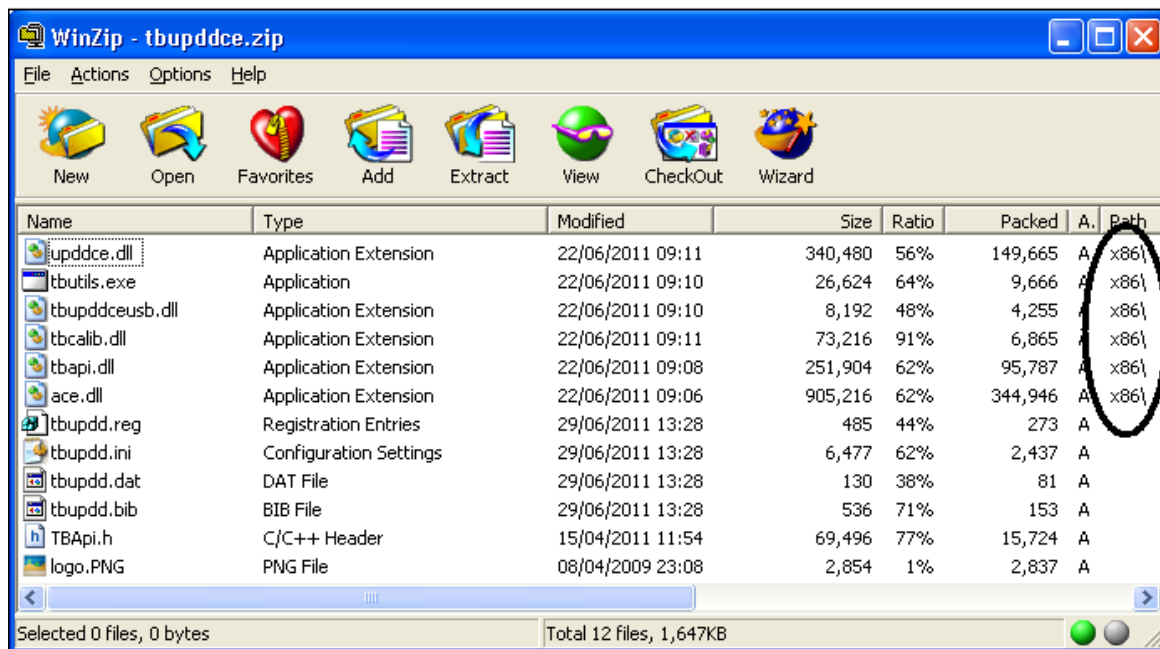 WinZip - tbupddce.zip
File Actions Options Help
New Open Favorites Add Extract View CheckOut Wizard
Name Type Modified Size Ratio Packed A. Path
upddce.dll Application Extension 22/06/2011 09:11 340,480 56% 149,665 A x86\
tbutils.exe Application 22/06/2011 09:10 26,624 64% 9,666 A x86\
tbupddceusb.dll Application Extension 22/06/2011 09:10 8,192 48% 4,255 A x86\
tbcalib.dll Application Extension 22/06/2011 09:11 73,216 91% 6,865 A x86\
tbapi.dll Application Extension 22/06/2011 09:08 251,904 62% 95,787 A x86\
ace.dll Application Extension 22/06/2011 09:06 905,216 62% 344,946 A x86\
tbupdd.reg Registration Entries 29/06/2011 13:28 485 44% 273 A
tbupdd.ini Configuration Settings 29/06/2011 13:28 6,477 62% 2,437 A
tbupdd.dat DAT File 29/06/2011 13:28 130 38% 81 A
tbupdd.bib BIB File 29/06/2011 13:28 536 71% 153 A
TBApi.h C/C++ Header 15/04/2011 11:54 69,496 77% 15,724 A
logo.PNG PNG File 08/04/2009 23:08 2,854 1% 2,837 A
Selected 0 files, 0 bytes Total 12 files, 1,647KB